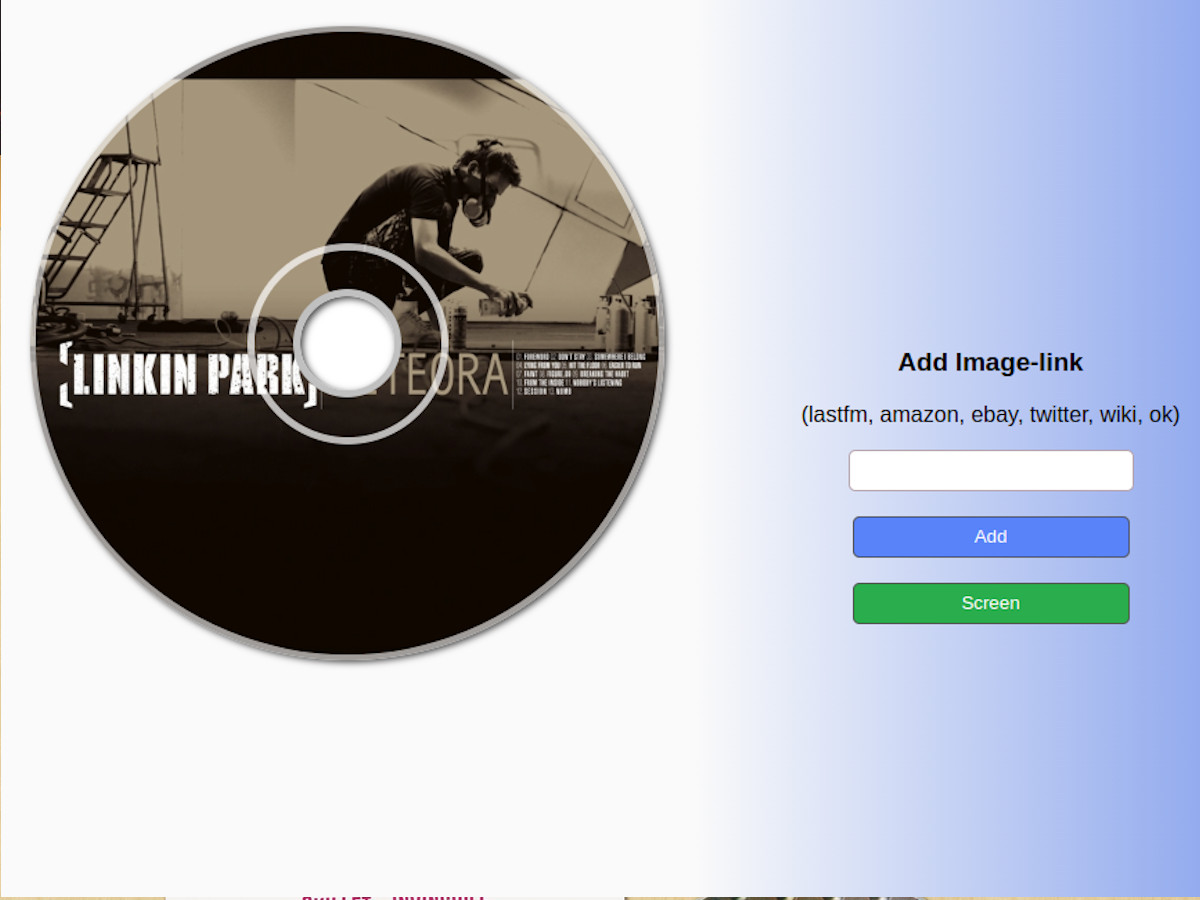 [LINKIN PARK] TEORA
01. FOREWORD 02. DON'T STAY 03. SOMEWHERE I BELONG
04. LYING FROM YOU 05. HIT THE FLOOR 06. EASIER TO RUN
07. FAINT 08. FIGURE.09 09. BREAKING THE HABIT
10. FROM THE INSIDE 11. NOBODY'S LISTENING
12. SESSION 13. NUMB
Add Image-link
(lastfm, amazon, ebay, twitter, wiki, ok)
Add
Screen